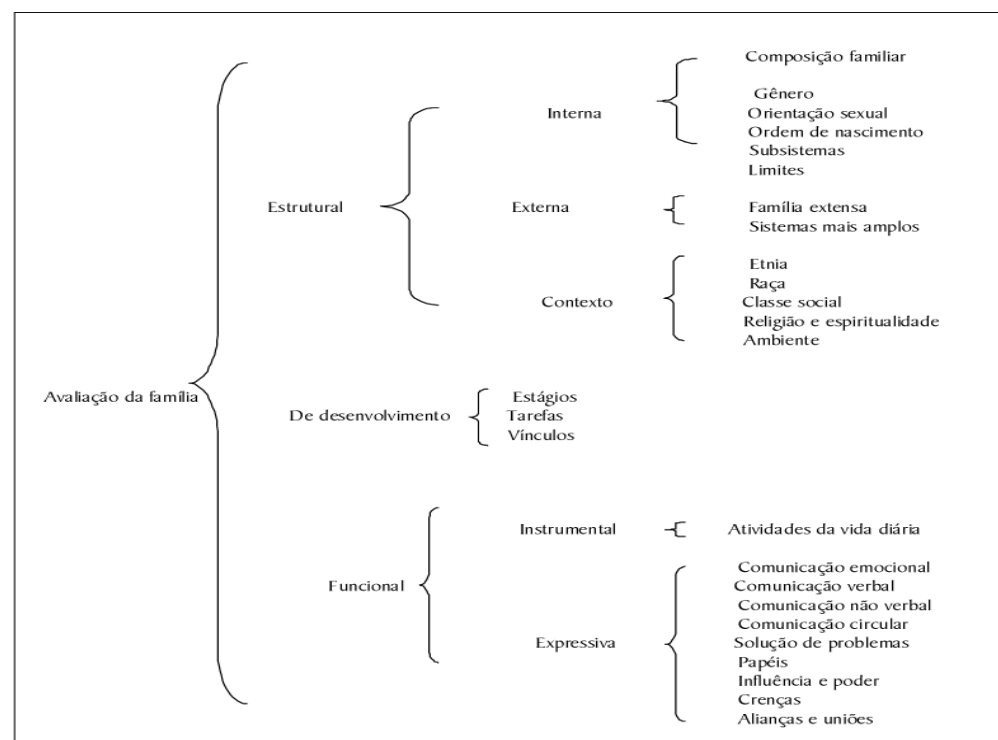 Avaliação da família
Estrutural
Interna
Composição familiar
Gênero
Orientação sexual
Ordem de nascimento
Subsistemas
Limites
Externa
Família extensa
Sistemas mais amplos
Contexto
Etnia
Raça
Classe social
Religião e espiritualidade
Ambiente
De desenvolvimento
Estágios
Tarefas
Vínculos
Funcional
Instrumental
Atividades da vida diária
Expressiva
Comunicação emocional
Comunicação verbal
Comunicação não verbal
Comunicação circular
Solução de problemas
Papéis
Influência e poder
Crenças
Alianças e uniões